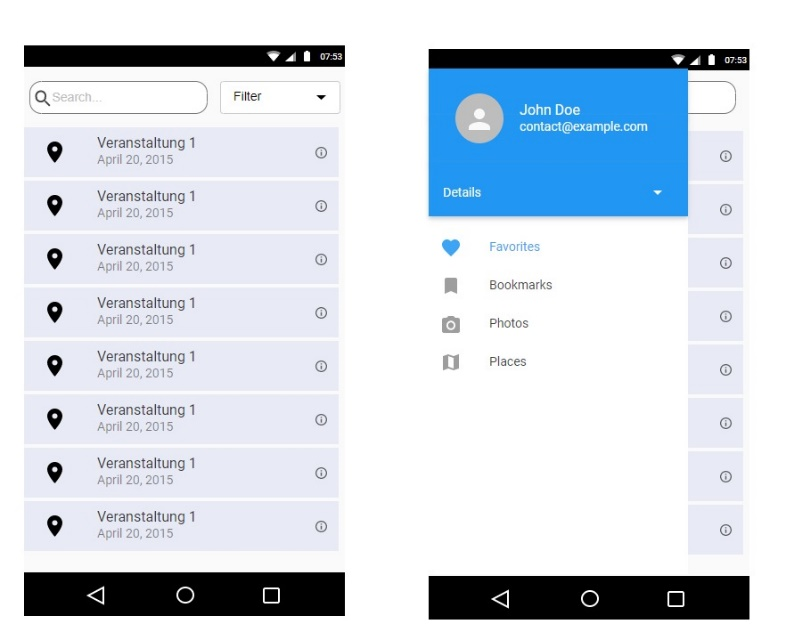 07:53
Search...
Filter
Veranstaltung 1
April 20, 2015
Veranstaltung 1
April 20, 2015
Veranstaltung 1
April 20, 2015
Veranstaltung 1
April 20, 2015
Veranstaltung 1
April 20, 2015
Veranstaltung 1
April 20, 2015
Veranstaltung 1
April 20, 2015
Veranstaltung 1
April 20, 2015
07:53
John Doe
contact@example.com
Details
Favorites
Bookmarks
Photos
Places